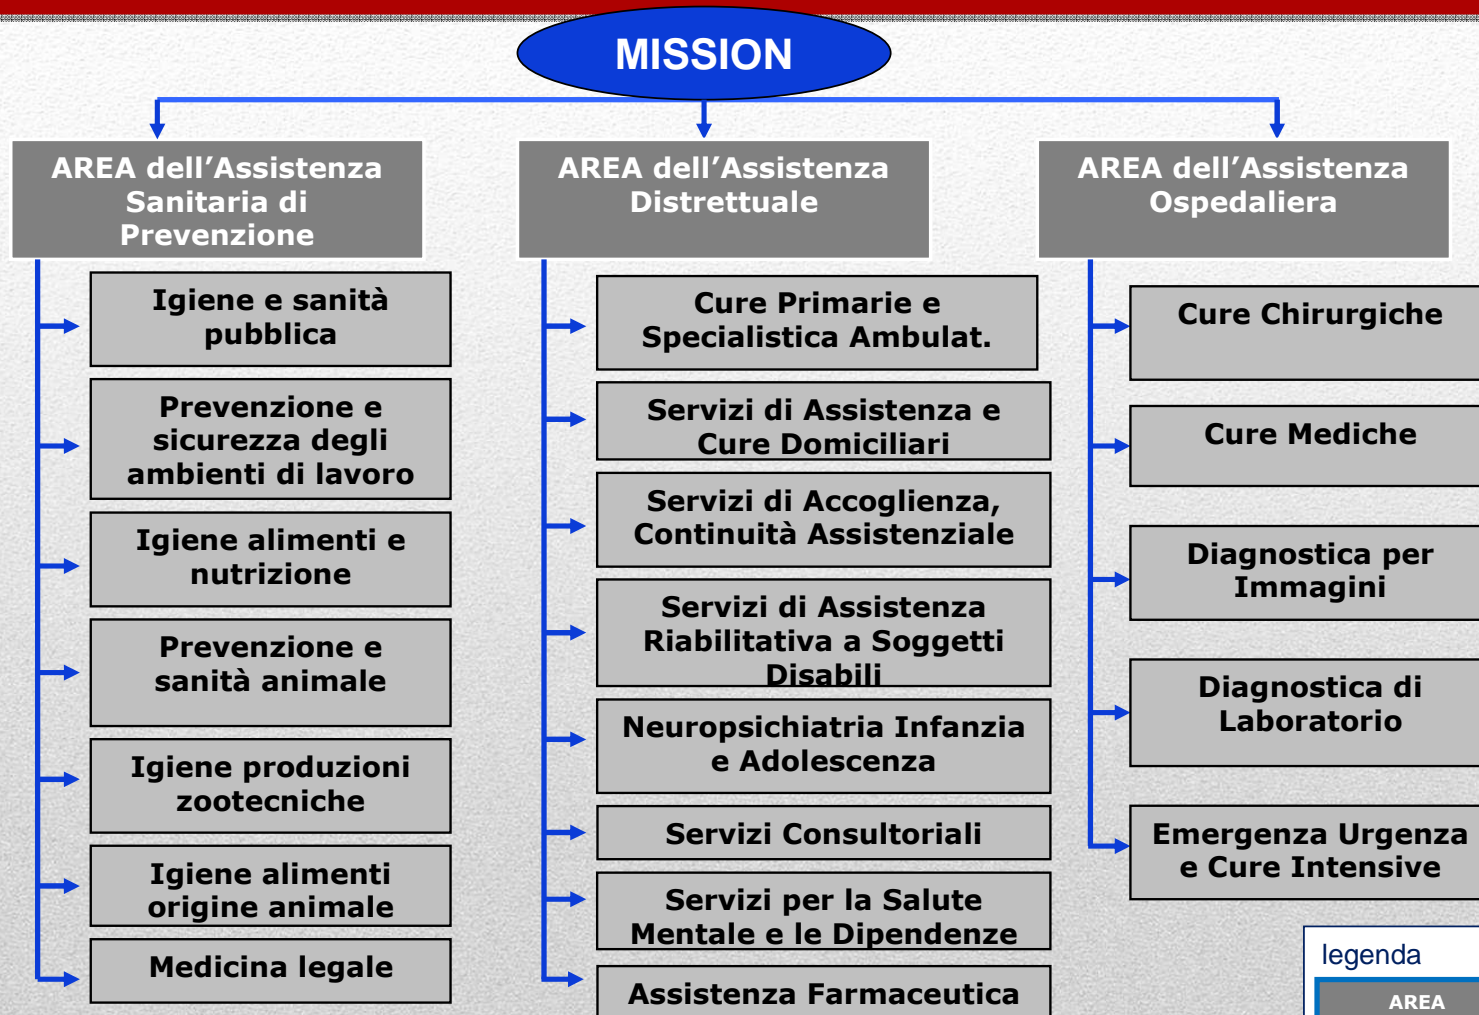 MISSION
AREA dell’Assistenza
Sanitaria di
Prevenzione
Igiene e sanità
pubblica
Prevenzione e
sicurezza degli
ambienti di lavoro
Igiene alimenti e
nutrizione
Prevenzione e
sanità animale
Igiene produzioni
zootecniche
Igiene alimenti
origine animale
Medicina legale
AREA dell’Assistenza
Distrettuale
Cure Primarie e
Specialistica Ambulat.
Servizi di Assistenza e
Cure Domiciliari
Servizi di Accoglienza,
Continuità Assistenziale
Servizi di Assistenza
Riabilitativa a Soggetti
Disabili
Neuropsichiatria Infanzia
e Adolescenza
Servizi Consultoriali
Servizi per la Salute
Mentale e le Dipendenze
Assistenza Farmaceutica
AREA dell’Assistenza
Ospedaliera
Cure Chirurgiche
Cure Mediche
Diagnostica per
Immagini
Diagnostica di
Laboratorio
Emergenza Urgenza
e Cure Intensive
legenda
AREA